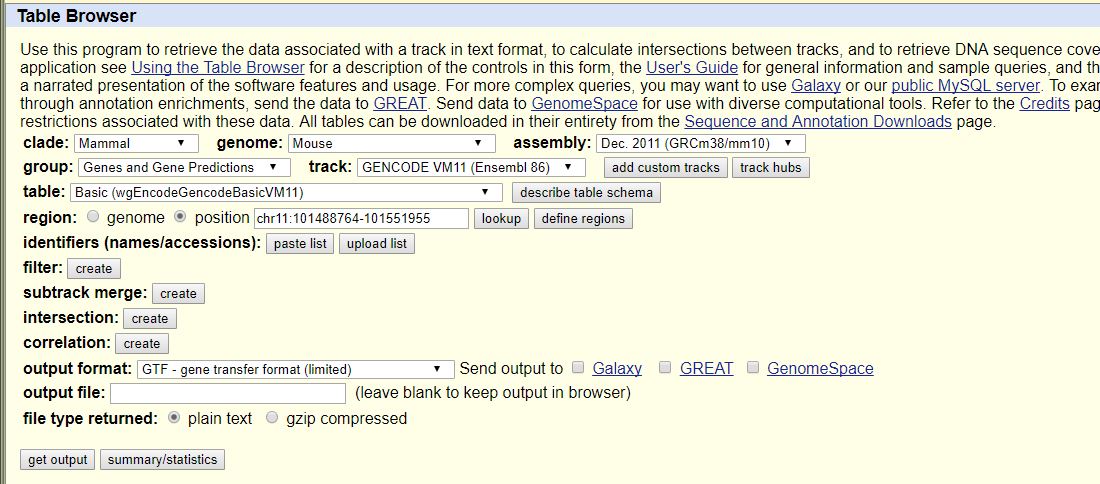 Table Browser
Use this program to retrieve the data associated with a track in text format, to calculate intersections between tracks, and to retrieve DNA sequence cove
application see Using the Table Browser for a description of the controls in this form, the User's Guide for general information and sample queries, and th
a narrated presentation of the software features and usage. For more complex queries, you may want to use Galaxy or our public MySQL server. To exar
through annotation enrichments, send the data to GREAT. Send data to GenomeSpace for use with diverse computational tools. Refer to the Credits pag
restrictions associated with these data. All tables can be downloaded in their entirety from the Sequence and Annotation Downloads page.
clade: Mammal genome: Mouse assembly: Dec. 2011 (GRCm38/mm10)
group: Genes and Gene Predictions track: GENCODE VM11 (Ensembl 86) add custom tracks track hubs
table: Basic (wgEncodeGencodeBasicVM11) describe table schema
region: genome position chr11:101488764-101551955 lookup define regions
identifiers (names/accessions): paste list upload list
filter: create
subtrack merge: create
intersection: create
correlation: create
output format: GTF - gene transfer format (limited) Send output to Galaxy GREAT GenomeSpace
output file: (leave blank to keep output in browser)
file type returned: plain text gzip compressed
get output summary/statistics